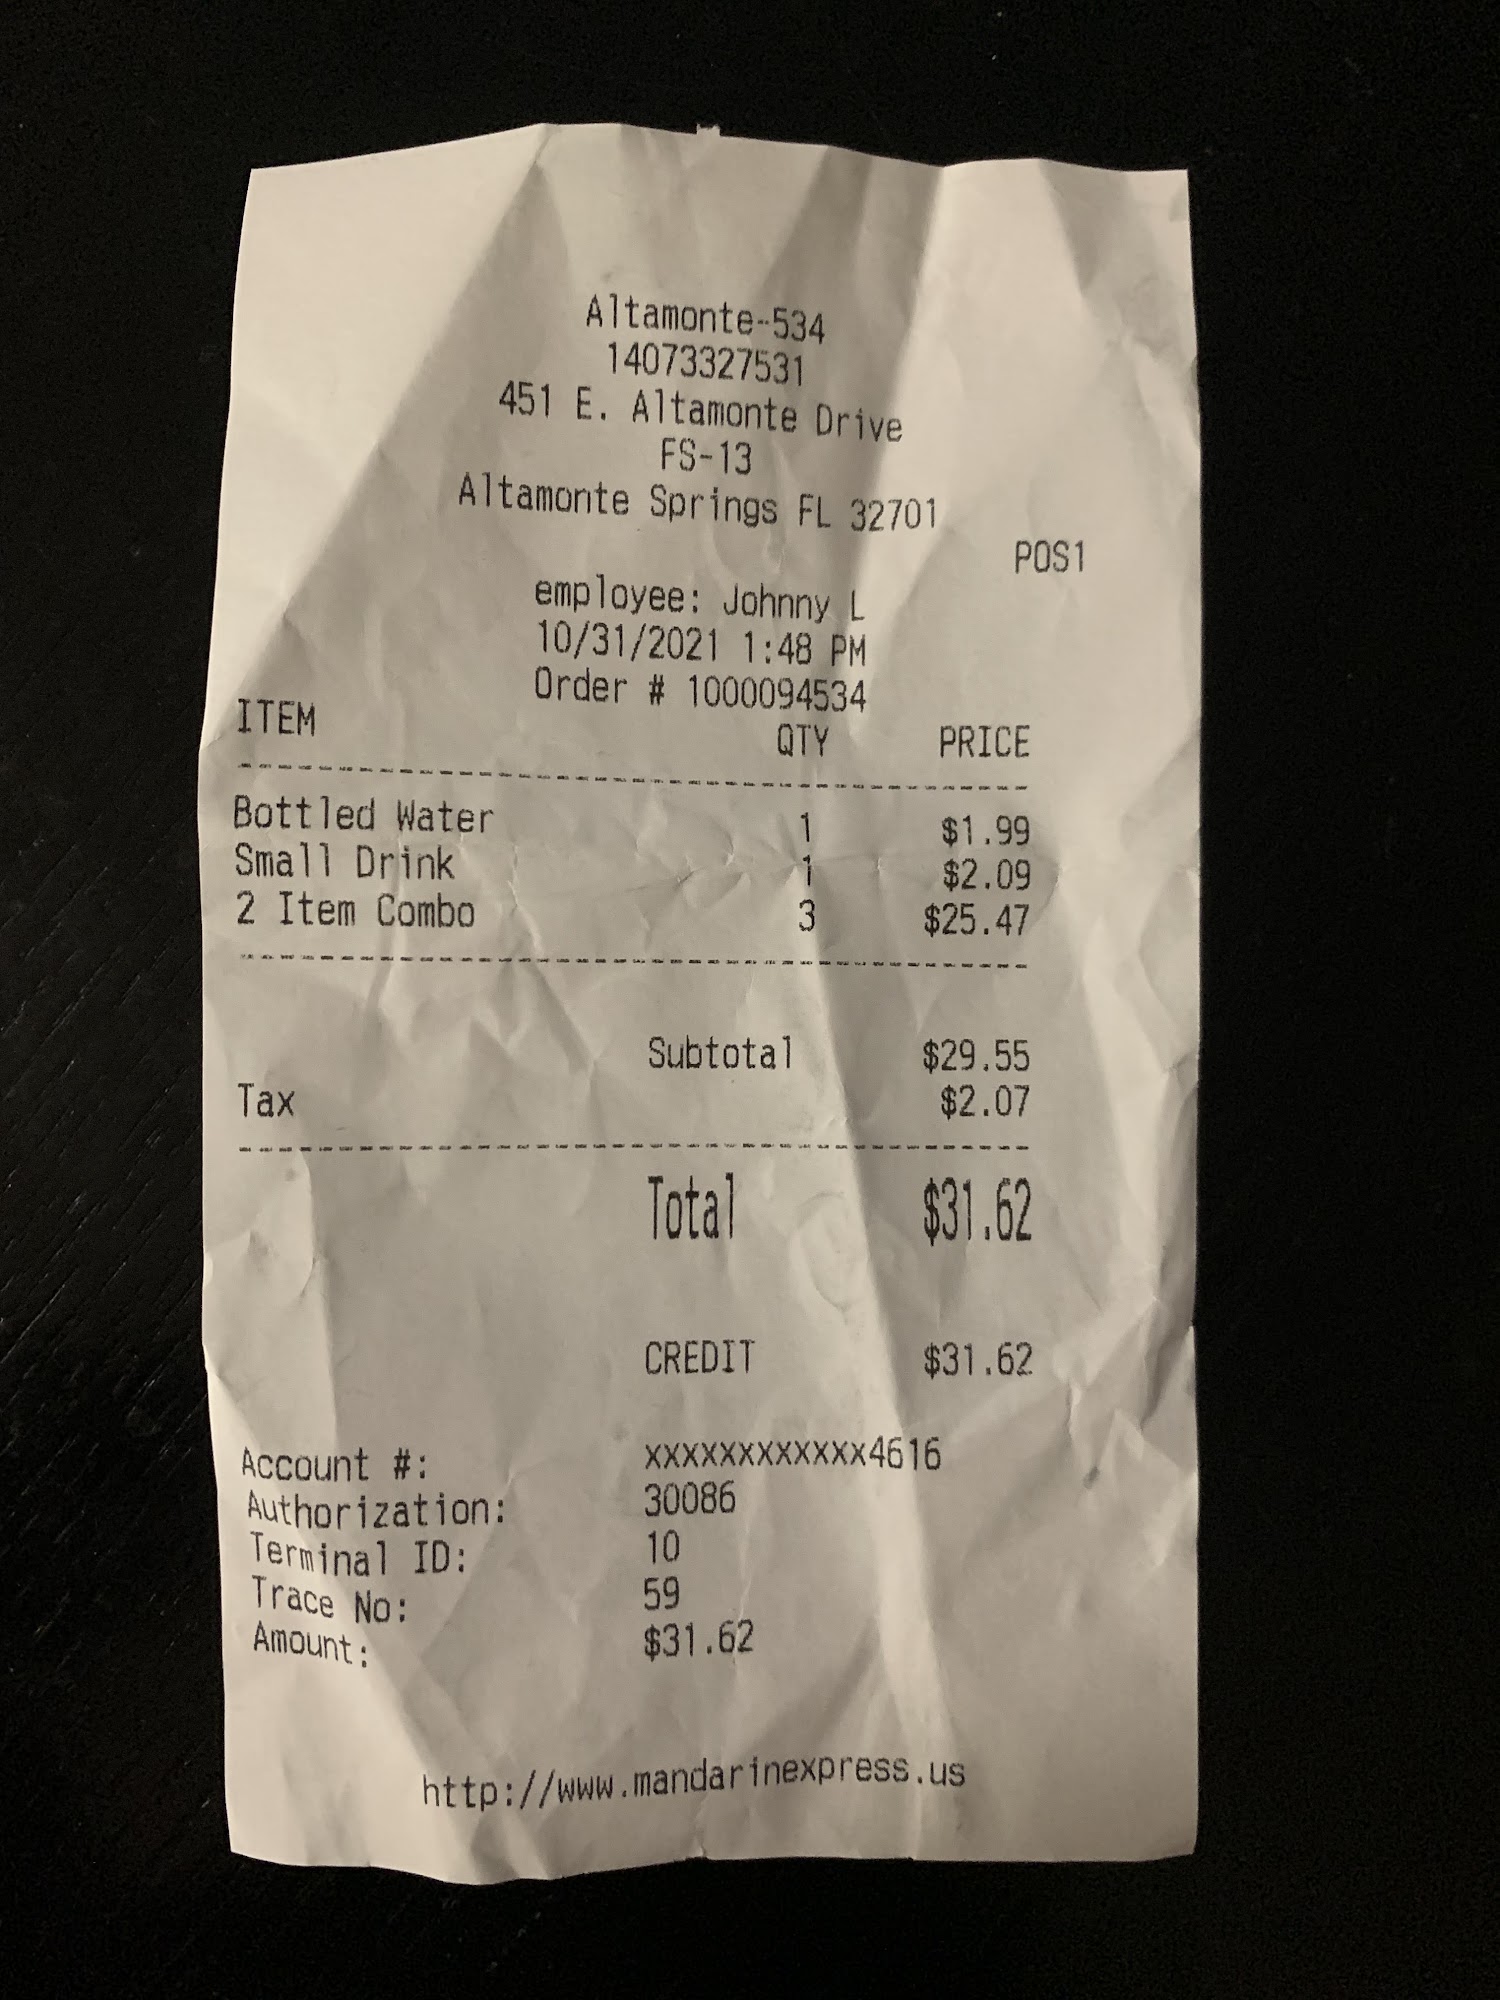 Altamonte-534
14073327531
451 E. Altamonte Drive
FS-13
Altamonte Springs FL 32701
POS1
employee: Johnny L
10/31/2021 1:48 PM
Order # 1000094534
ITEM QTY PRICE
Bottled Water 1 $1.99
Small Drink 1 $2.09
2 Item Combo 3 $25.47
Subtotal $29.55
Tax $2.07
Total $31.62
CREDIT $31.62
Account #: xxxxxxxxxxxx4616
Authorization: 30086
Terminal ID: 10
Trace No: 59
Amount: $31.62
http://www.mandarinexpress.us